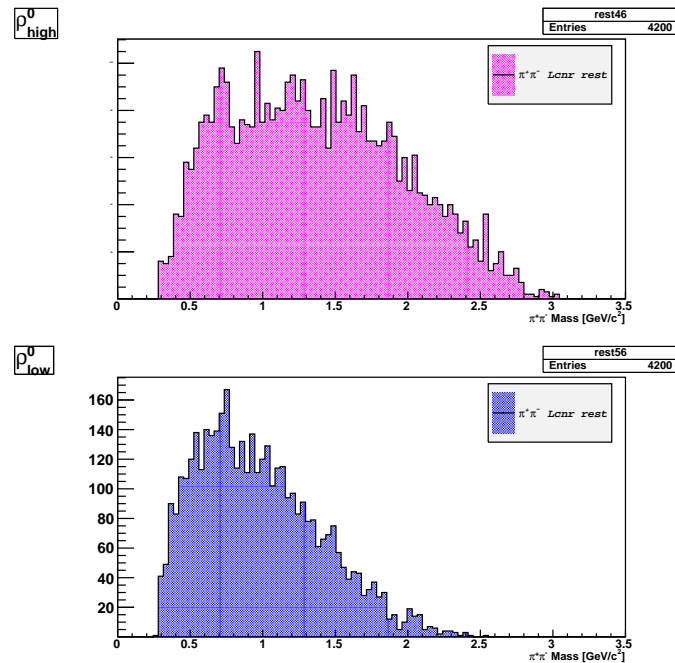 ρ⁰high
rest46
Entries 4200
π⁺π⁻ Lcnr rest
0 0.5 1 1.5 2 2.5 3 3.5
π⁺π⁻ Mass [GeV/c²]
ρ⁰low
rest56
Entries 4200
π⁺π⁻ Lcnr rest
160
140
120
100
80
60
40
20
0 0.5 1 1.5 2 2.5 3 3.5
π⁺π⁻ Mass [GeV/c²]